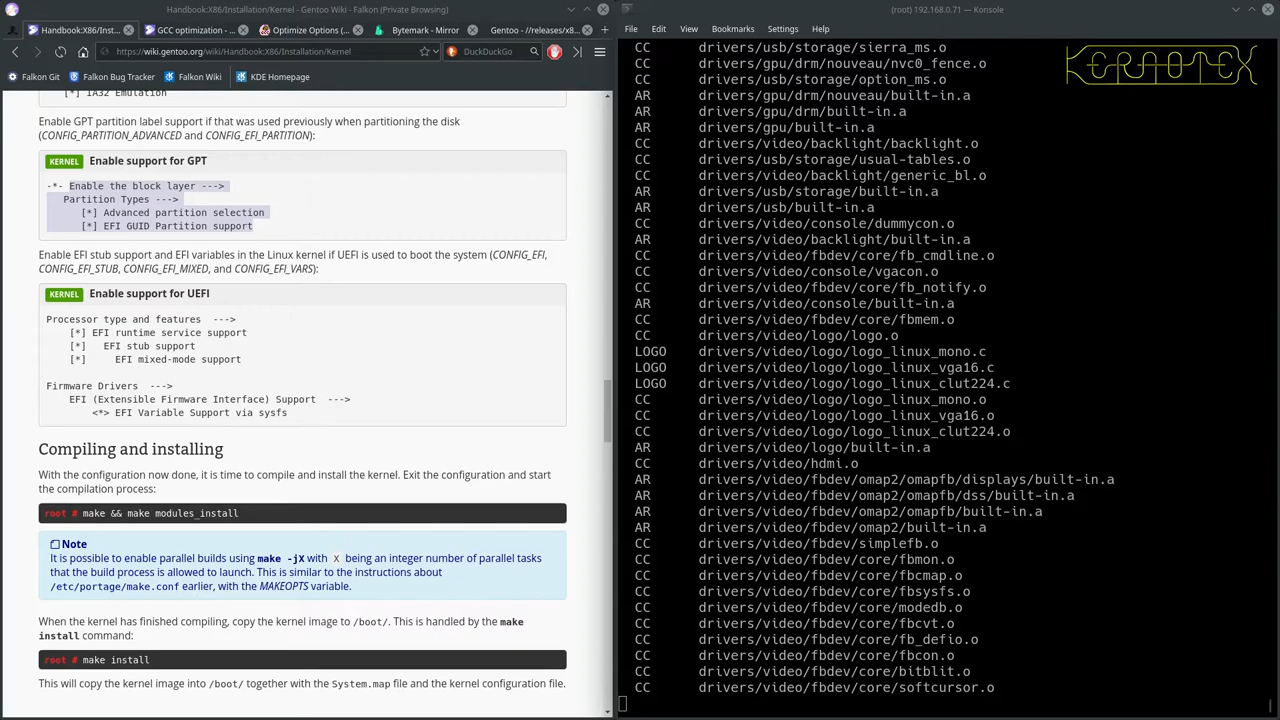 Handbook:X86/Installation/Kernel - Gentoo Wiki - Falkon (Private Browsing)
Handbook:X86/Inst...
GCC optimization - ...
Optimize Options (...
Bytemark - Mirror
Gentoo - //releases/x8...
https://wiki.gentoo.org/wiki/Handbook:X86/Installation/Kernel
DuckDuckGo
Falkon Git
Falkon Bug Tracker
Falkon Wiki
KDE Homepage
[*] IA32 Emulation
Enable GPT partition label support if that was used previously when partitioning the disk
(CONFIG_PARTITION_ADVANCED and CONFIG_EFI_PARTITION):
KERNEL Enable support for GPT
-*- Enable the block layer --->
Partition Types --->
[*] Advanced partition selection
[*] EFI GUID Partition support
Enable EFI stub support and EFI variables in the Linux kernel if UEFI is used to boot the system (CONFIG_EFI,
CONFIG_EFI_STUB, CONFIG_EFI_MIXED, and CONFIG_EFI_VARS):
KERNEL Enable support for UEFI
Processor type and features --->
[*] EFI runtime service support
[*] EFI stub support
[*] EFI mixed-mode support
Firmware Drivers --->
EFI (Extensible Firmware Interface) Support --->
<*> EFI Variable Support via sysfs
Compiling and installing
With the configuration now done, it is time to compile and install the kernel. Exit the configuration and start
the compilation process:
root # make && make modules_install
Note
It is possible to enable parallel builds using make -jX with X being an integer number of parallel tasks
that the build process is allowed to launch. This is similar to the instructions about
/etc/portage/make.conf earlier, with the MAKEOPTS variable.
When the kernel has finished compiling, copy the kernel image to /boot/. This is handled by the make
install command:
root # make install
This will copy the kernel image into /boot/ together with the System.map file and the kernel configuration file.
(root) 192.168.0.71 — Konsole
File Edit View Bookmarks Settings Help
KERNOTEX
CC drivers/usb/storage/sierra_ms.o
CC drivers/gpu/drm/nouveau/nvc0_fence.o
CC drivers/usb/storage/option_ms.o
AR drivers/gpu/drm/nouveau/built-in.a
AR drivers/gpu/drm/built-in.a
AR drivers/gpu/built-in.a
CC drivers/video/backlight/backlight.o
CC drivers/usb/storage/usual-tables.o
CC drivers/video/backlight/generic_bl.o
AR drivers/usb/storage/built-in.a
AR drivers/usb/built-in.a
CC drivers/video/console/dummycon.o
AR drivers/video/backlight/built-in.a
CC drivers/video/fbdev/core/fb_cmdline.o
CC drivers/video/console/vgacon.o
CC drivers/video/fbdev/core/fb_notify.o
AR drivers/video/console/built-in.a
CC drivers/video/fbdev/core/fbmem.o
CC drivers/video/logo/logo.o
LOGO drivers/video/logo/logo_linux_mono.c
LOGO drivers/video/logo/logo_linux_vga16.c
LOGO drivers/video/logo/logo_linux_clut224.c
CC drivers/video/logo/logo_linux_mono.o
CC drivers/video/logo/logo_linux_vga16.o
CC drivers/video/logo/logo_linux_clut224.o
AR drivers/video/logo/built-in.a
CC drivers/video/hdmi.o
AR drivers/video/fbdev/omap2/omapfb/displays/built-in.a
AR drivers/video/fbdev/omap2/omapfb/dss/built-in.a
AR drivers/video/fbdev/omap2/omapfb/built-in.a
AR drivers/video/fbdev/omap2/built-in.a
CC drivers/video/fbdev/simplefb.o
CC drivers/video/fbdev/core/fbmon.o
CC drivers/video/fbdev/core/fbcmap.o
CC drivers/video/fbdev/core/fbsysfs.o
CC drivers/video/fbdev/core/modedb.o
CC drivers/video/fbdev/core/fbcvt.o
CC drivers/video/fbdev/core/fb_defio.o
CC drivers/video/fbdev/core/fbcon.o
CC drivers/video/fbdev/core/bitblit.o
CC drivers/video/fbdev/core/softcursor.o